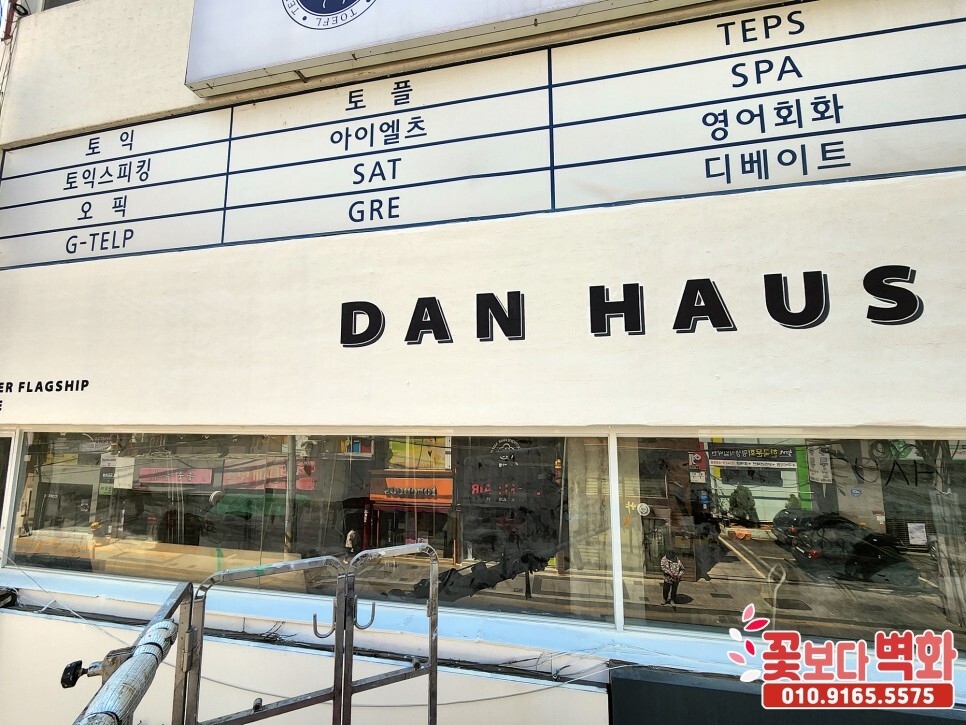 TOEFL
토익
토익스피킹
오픽
G-TELP
토플
아이엘츠
SAT
GRE
TEPS
SPA
영어회화
디베이트
DAN HAUS
ER FLAGSHIP
E
꽃보다벽화
010.9165.5575